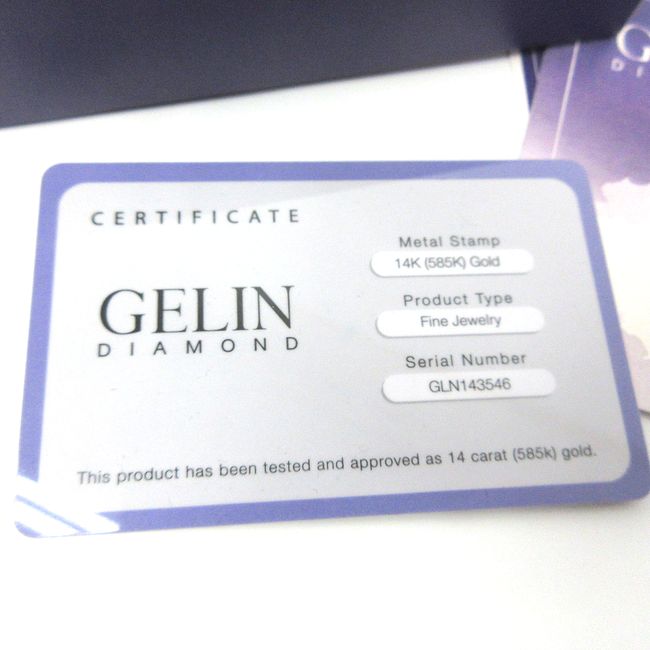 CERTIFICATE
GELIN
DIAMOND
Metal Stamp
14K (585K) Gold
Product Type
Fine Jewelry
Serial Number
GLN143546
This product has been tested and approved as 14 carat (585k) gold.